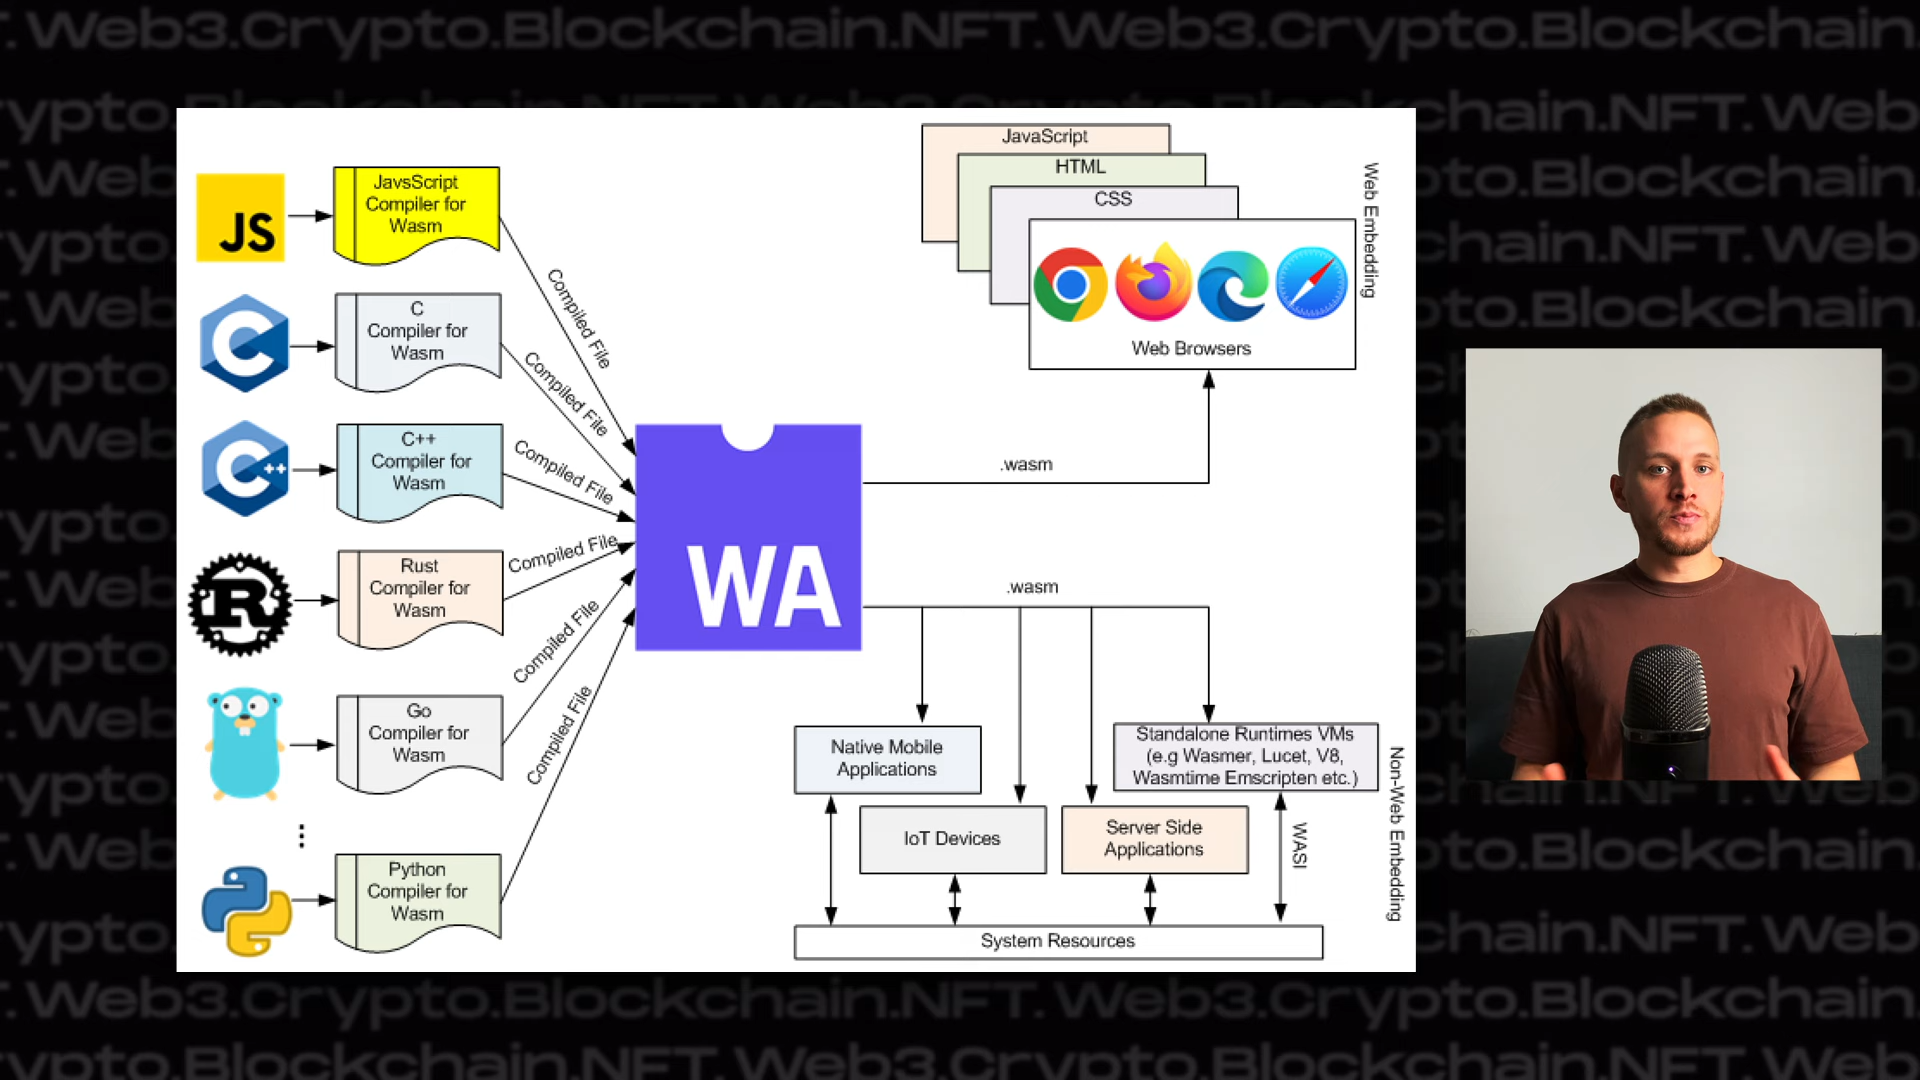 . Web3.Crypto.Blockchain.NFT. Web3.Crypto.Blockchain.
JS
JavsScript
Compiler for
Wasm
C
C
Compiler for
Wasm
C++
C++
Compiler for
Wasm
R
Rust
Compiler for
Wasm
Go
Compiler for
Wasm
Python
Compiler for
Wasm
Compiled File
Compiled File
Compiled File
Compiled File
Compiled File
Compiled File
WA
.wasm
.wasm
JavaScript
HTML
CSS
Web Browsers
Web Embedding
Native Mobile
Applications
Standalone Runtimes VMs
(e.g Wasmer, Lucet, V8,
Wasmtime Emscripten etc.)
IoT Devices
Server Side
Applications
WASI
System Resources
Non-Web Embedding
. Web3.Crypto.Blockchain.NFT. Web3.Crypto.Blockchain.